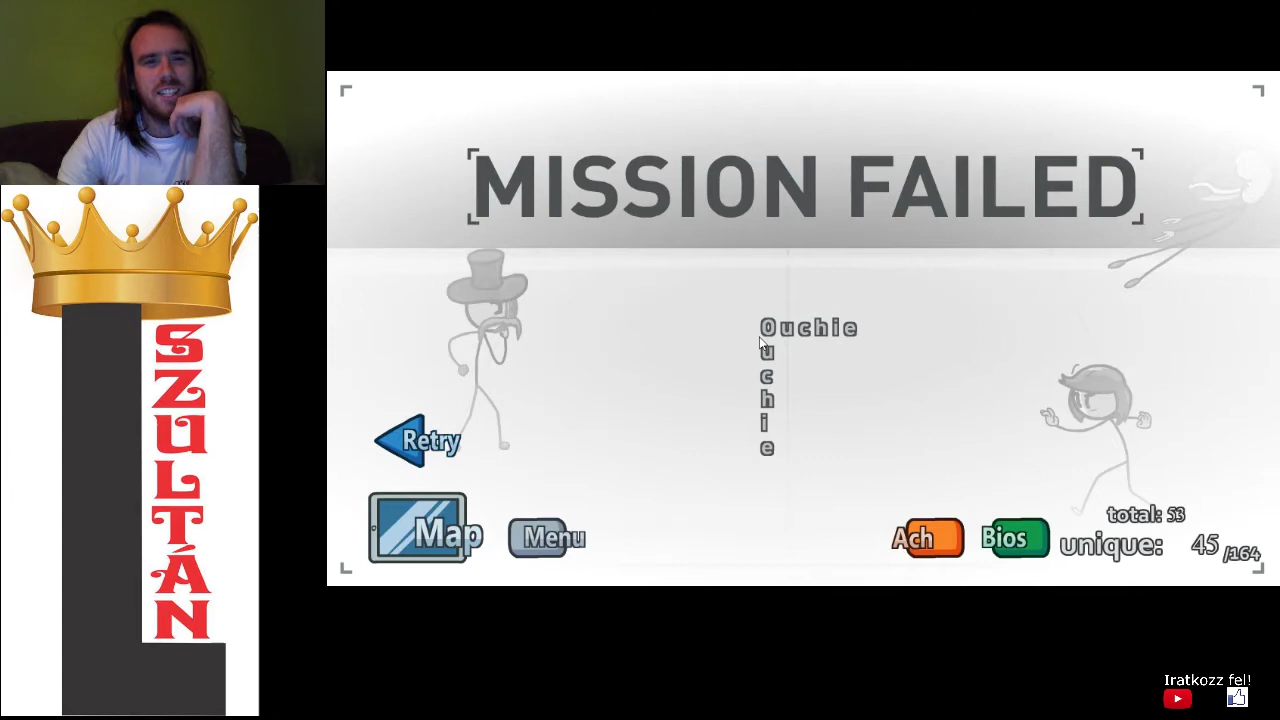 MISSION FAILED
Ouchie
u
c
h
i
e
Retry
Map
Menu
Ach
Bios
total: 53
unique: 45 /164
L
SZULTÁN
Iratkozz fel!